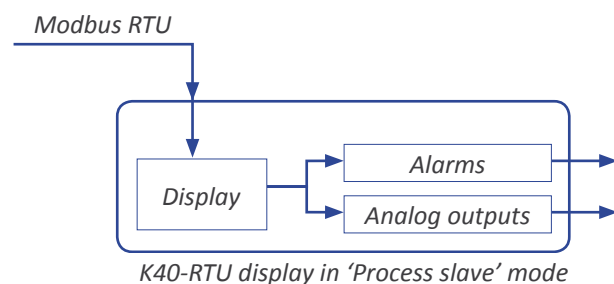 Modbus RTU
Display
Alarms
Analog outputs
K40-RTU display in ‘Process slave’ mode